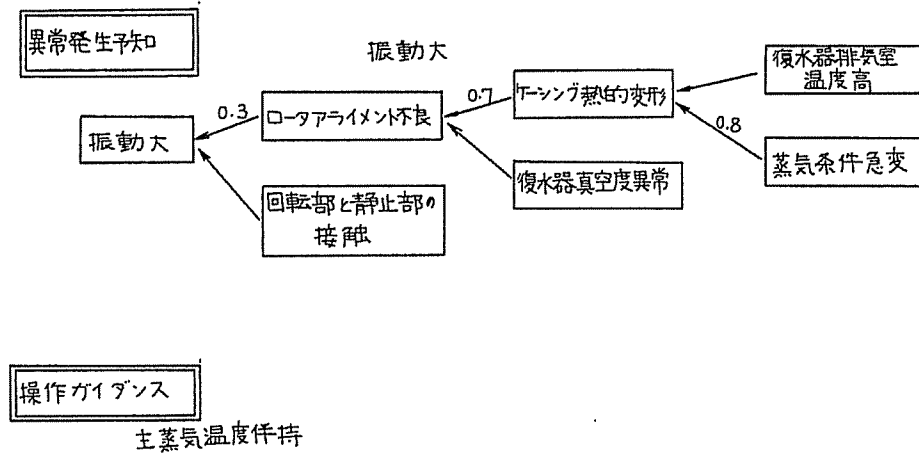 異常発生予知
振動大
振動大
0.3
ロータアライメント不良
回転部と静止部の
接触
0.7
ケーシング熱的変形
復水器真空度異常
0.8
復水器排気室
温度高
蒸気条件急変
操作ガイダンス
主蒸気温度保持